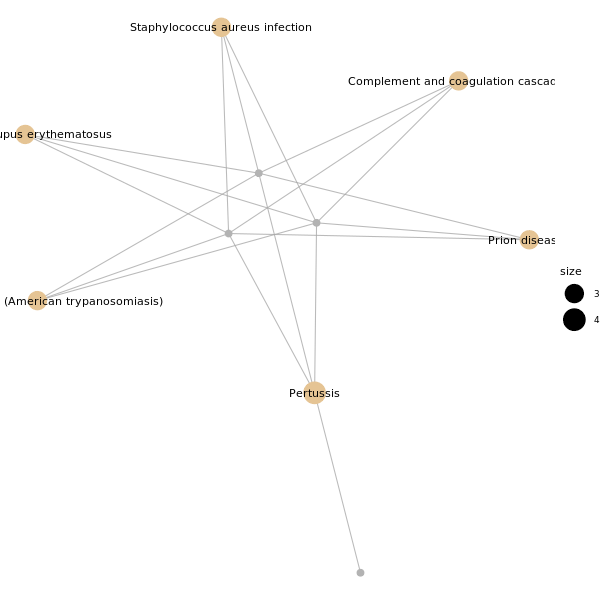 Staphylococcus aureus infection
Complement and coagulation cascac
upus erythematosus
Prion diseas
size
3
4
(American trypanosomiasis)
Pertussis